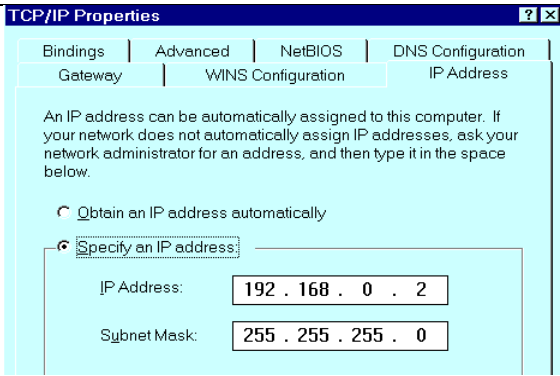 TCP/IP Properties
Bindings Advanced NetBIOS DNS Configuration
Gateway WINS Configuration IP Address
An IP address can be automatically assigned to this computer. If
your network does not automatically assign IP addresses, ask your
network administrator for an address, and then type it in the space
below.
Obtain an IP address automatically
Specify an IP address:
IP Address: 192 . 168 . 0 . 2
Subnet Mask: 255 . 255 . 255 . 0